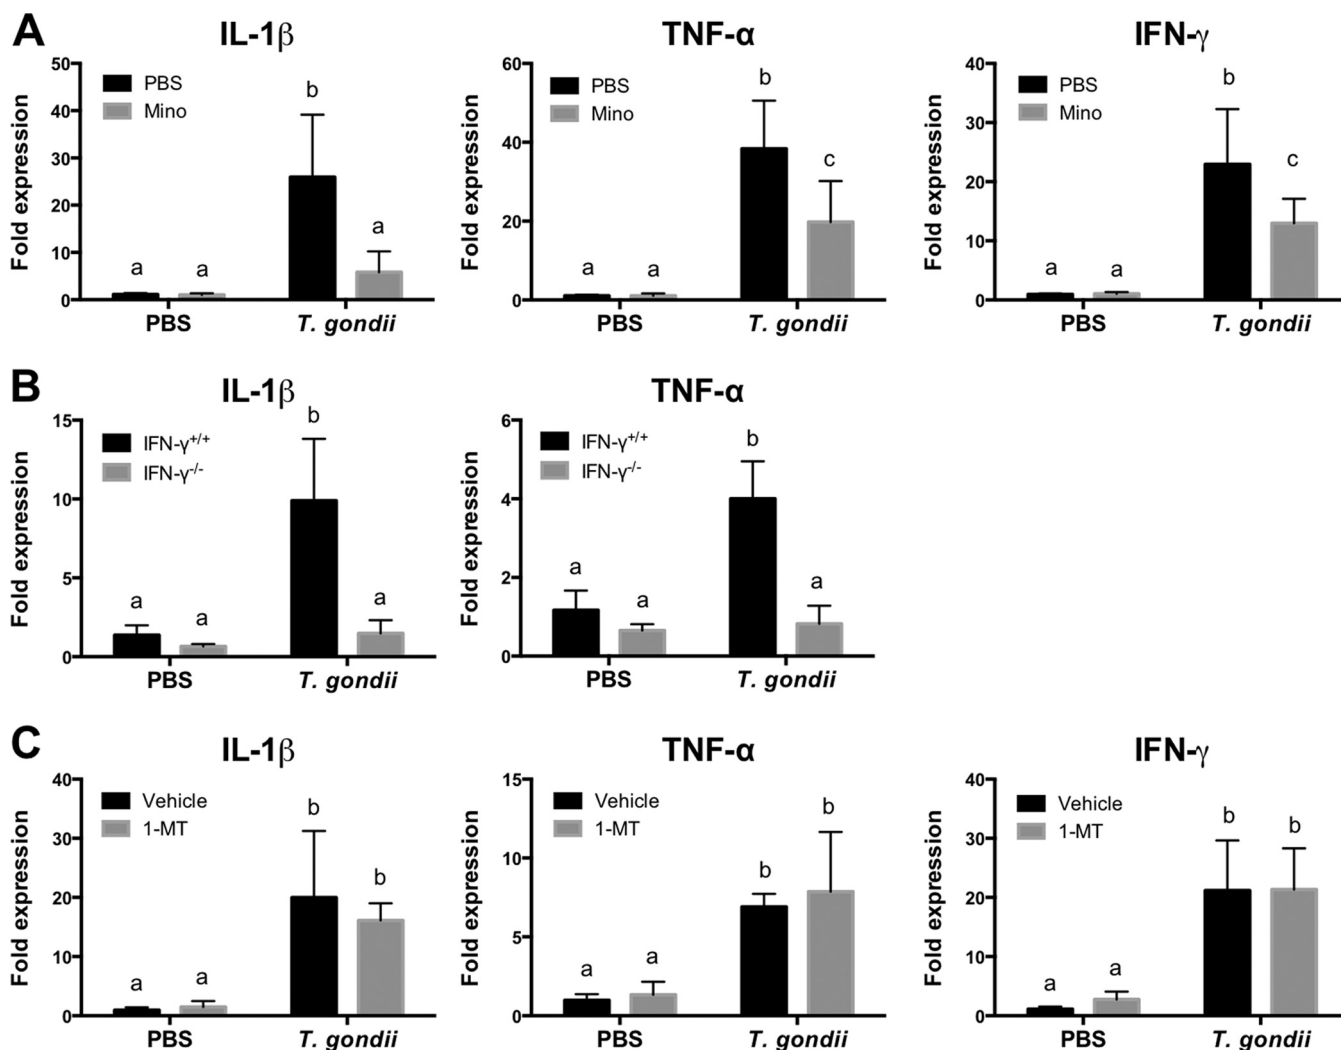 A
IL-1β
TNF-α
IFN-γ
Fold expression
50
40
30
20
10
0
PBS
Mino
a
a
b
a
PBS
T. gondii
Fold expression
60
40
20
0
PBS
Mino
a
a
b
c
PBS
T. gondii
Fold expression
40
30
20
10
0
PBS
Mino
a
a
b
c
PBS
T. gondii
B
IL-1β
TNF-α
Fold expression
15
10
5
0
IFN-γ+/+
IFN-γ-/-
a
a
b
a
PBS
T. gondii
Fold expression
6
4
2
0
IFN-γ+/+
IFN-γ-/-
a
a
b
a
PBS
T. gondii
C
IL-1β
TNF-α
IFN-γ
Fold expression
40
30
20
10
0
Vehicle
1-MT
a
a
b
b
PBS
T. gondii
Fold expression
15
10
5
0
Vehicle
1-MT
a
a
b
b
PBS
T. gondii
Fold expression
40
30
20
10
0
Vehicle
1-MT
a
a
b
b
PBS
T. gondii